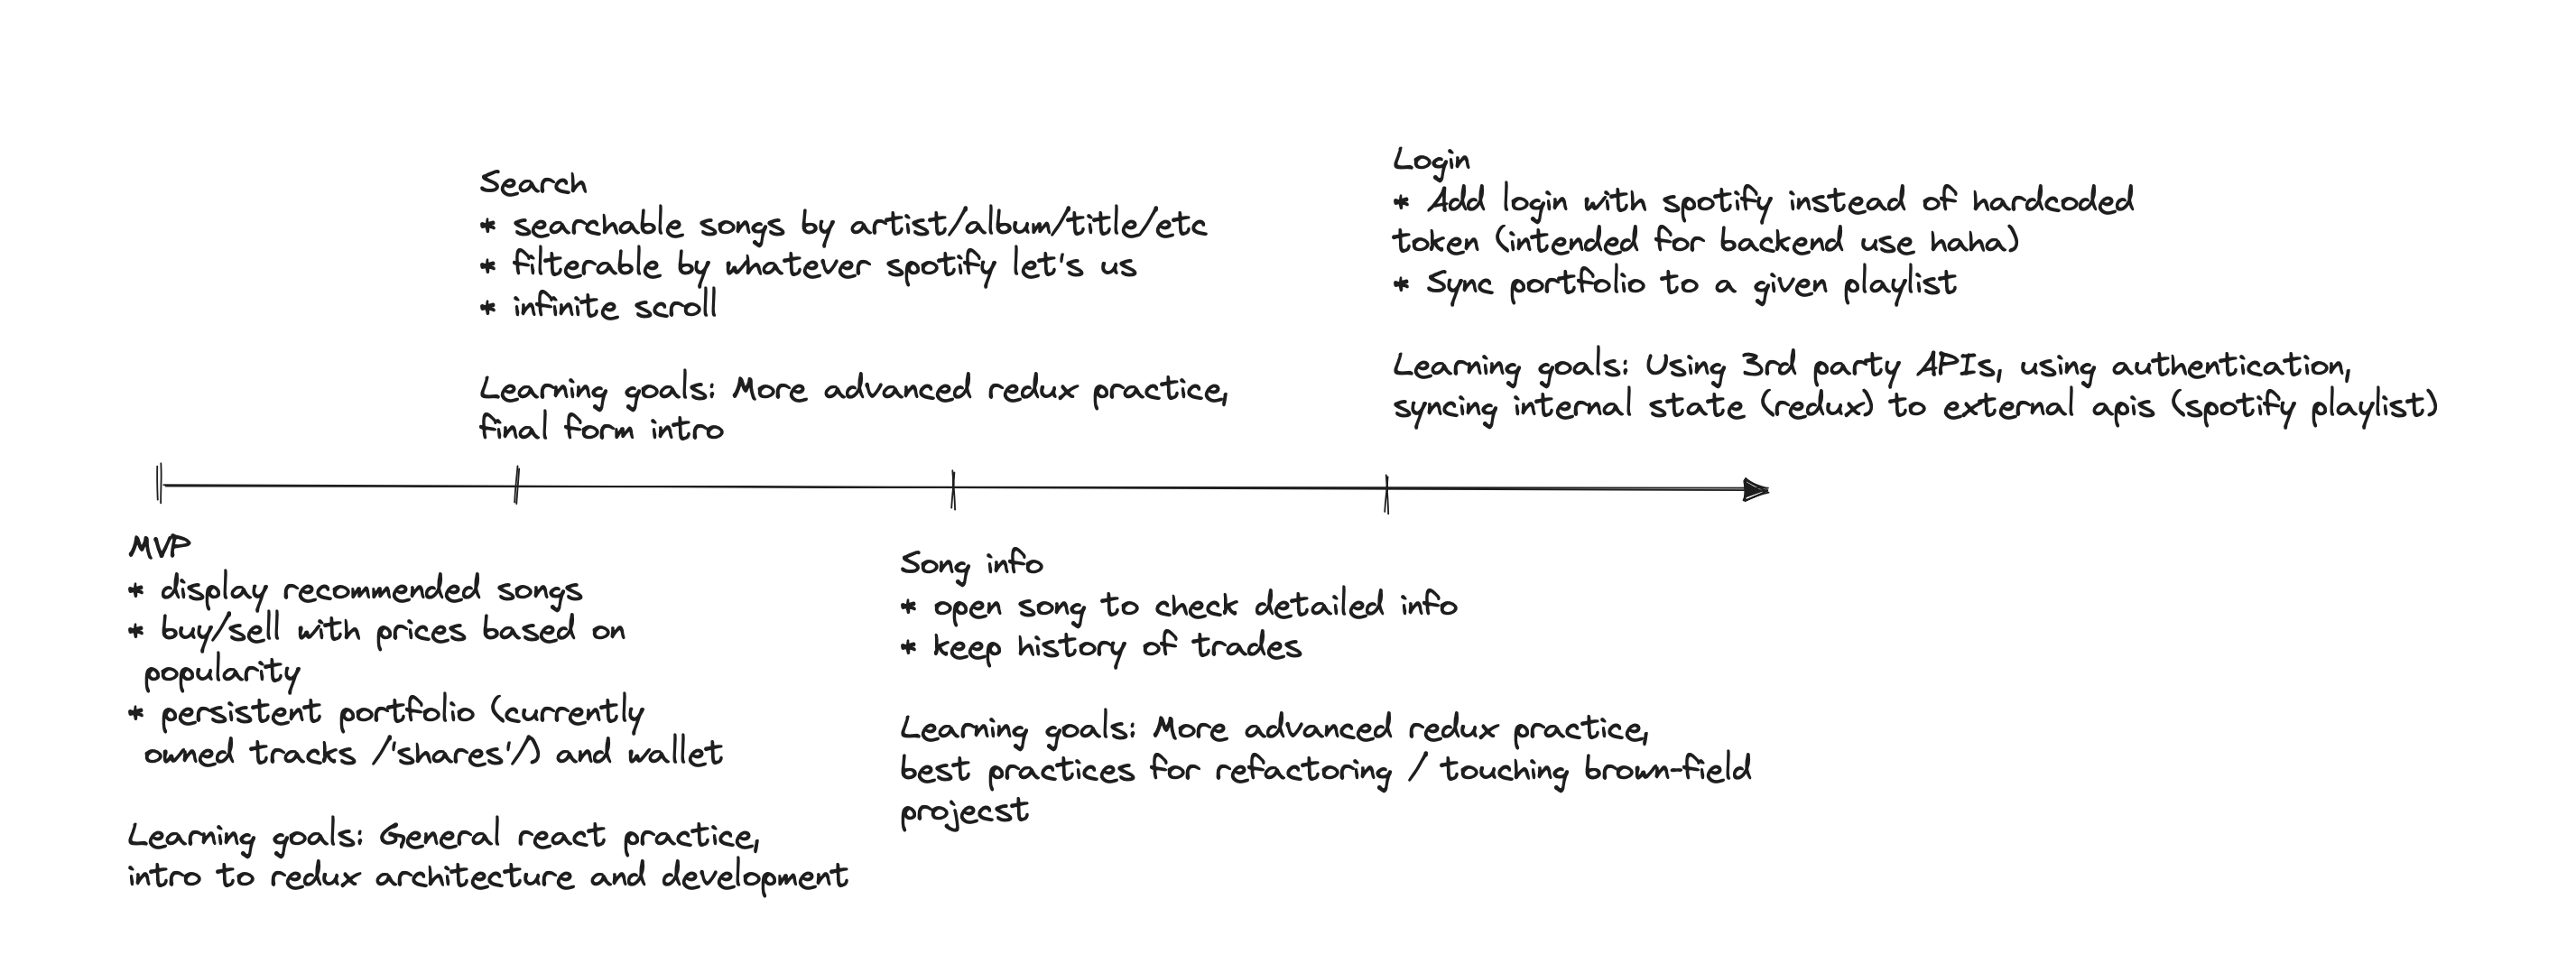 Search
* searchable songs by artist/album/title/etc
* filterable by whatever spotify let's us
* infinite scroll
Learning goals: More advanced redux practice,
final form intro
Login
* Add login with spotify instead of hardcoded
token (intended for backend use haha)
* Sync portfolio to a given playlist
Learning goals: Using 3rd party APIs, using authentication,
syncing internal state (redux) to external apis (spotify playlist)
MVP
* display recommended songs
* buy/sell with prices based on
popularity
* persistent portfolio (currently
owned tracks /'shares'/) and wallet
Learning goals: General react practice,
intro to redux architecture and development
Song info
* open song to check detailed info
* keep history of trades
Learning goals: More advanced redux practice,
best practices for refactoring / touching brown-field
projecst